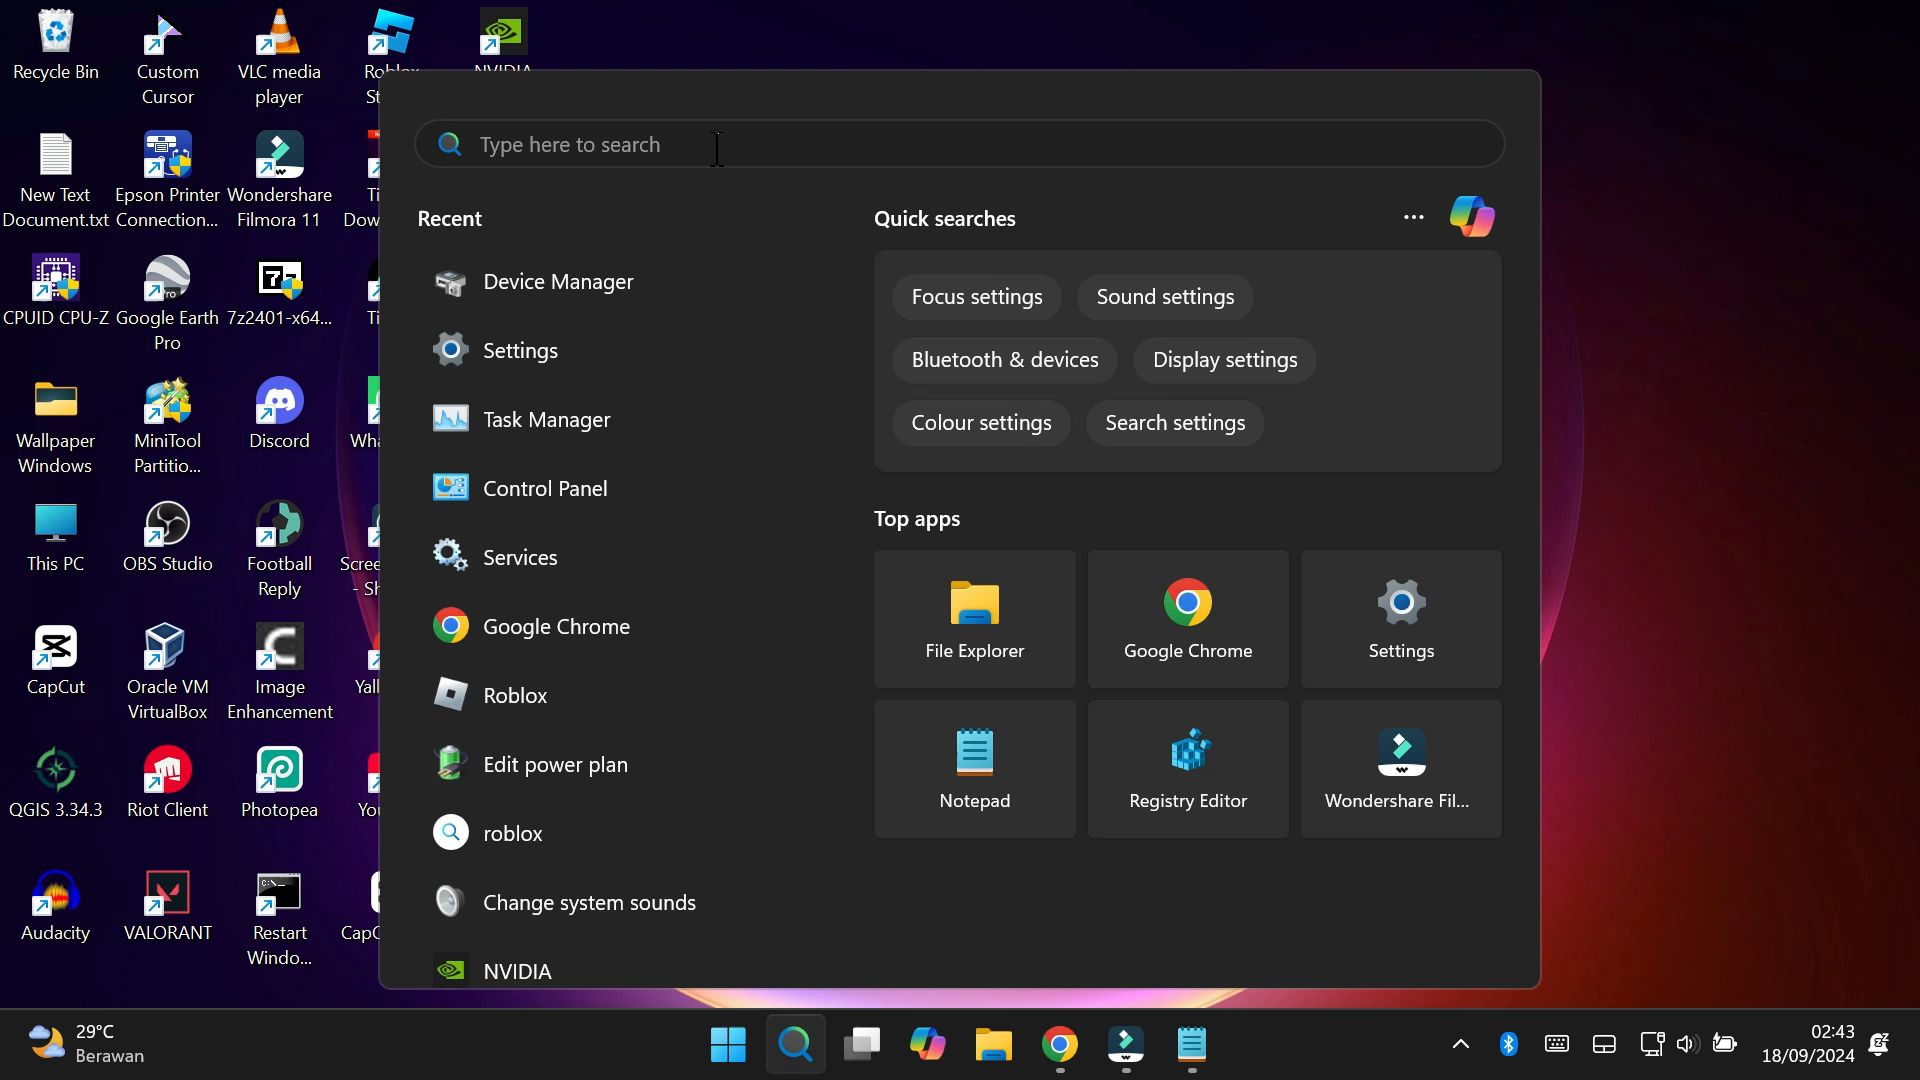 Recycle Bin
Custom
Cursor
VLC media
player
NVIDIA
New Text
Document.txt
Epson Printer
Connection...
Wondershare
Filmora 11
CPUID CPU-Z
Google Earth
Pro
7z2401-x64...
Wallpaper
Windows
MiniTool
Partitio...
Discord
This PC
OBS Studio
Football
Reply
CapCut
Oracle VM
VirtualBox
Image
Enhancement
QGIS 3.34.3
Riot Client
Photopea
Audacity
VALORANT
Restart
Windo...
Type here to search
Recent
Device Manager
Settings
Task Manager
Control Panel
Services
Google Chrome
Roblox
Edit power plan
roblox
Change system sounds
NVIDIA
Quick searches
Focus settings
Sound settings
Bluetooth & devices
Display settings
Colour settings
Search settings
Top apps
File Explorer
Google Chrome
Settings
Notepad
Registry Editor
Wondershare Fil...
29°C
Berawan
02:43
18/09/2024